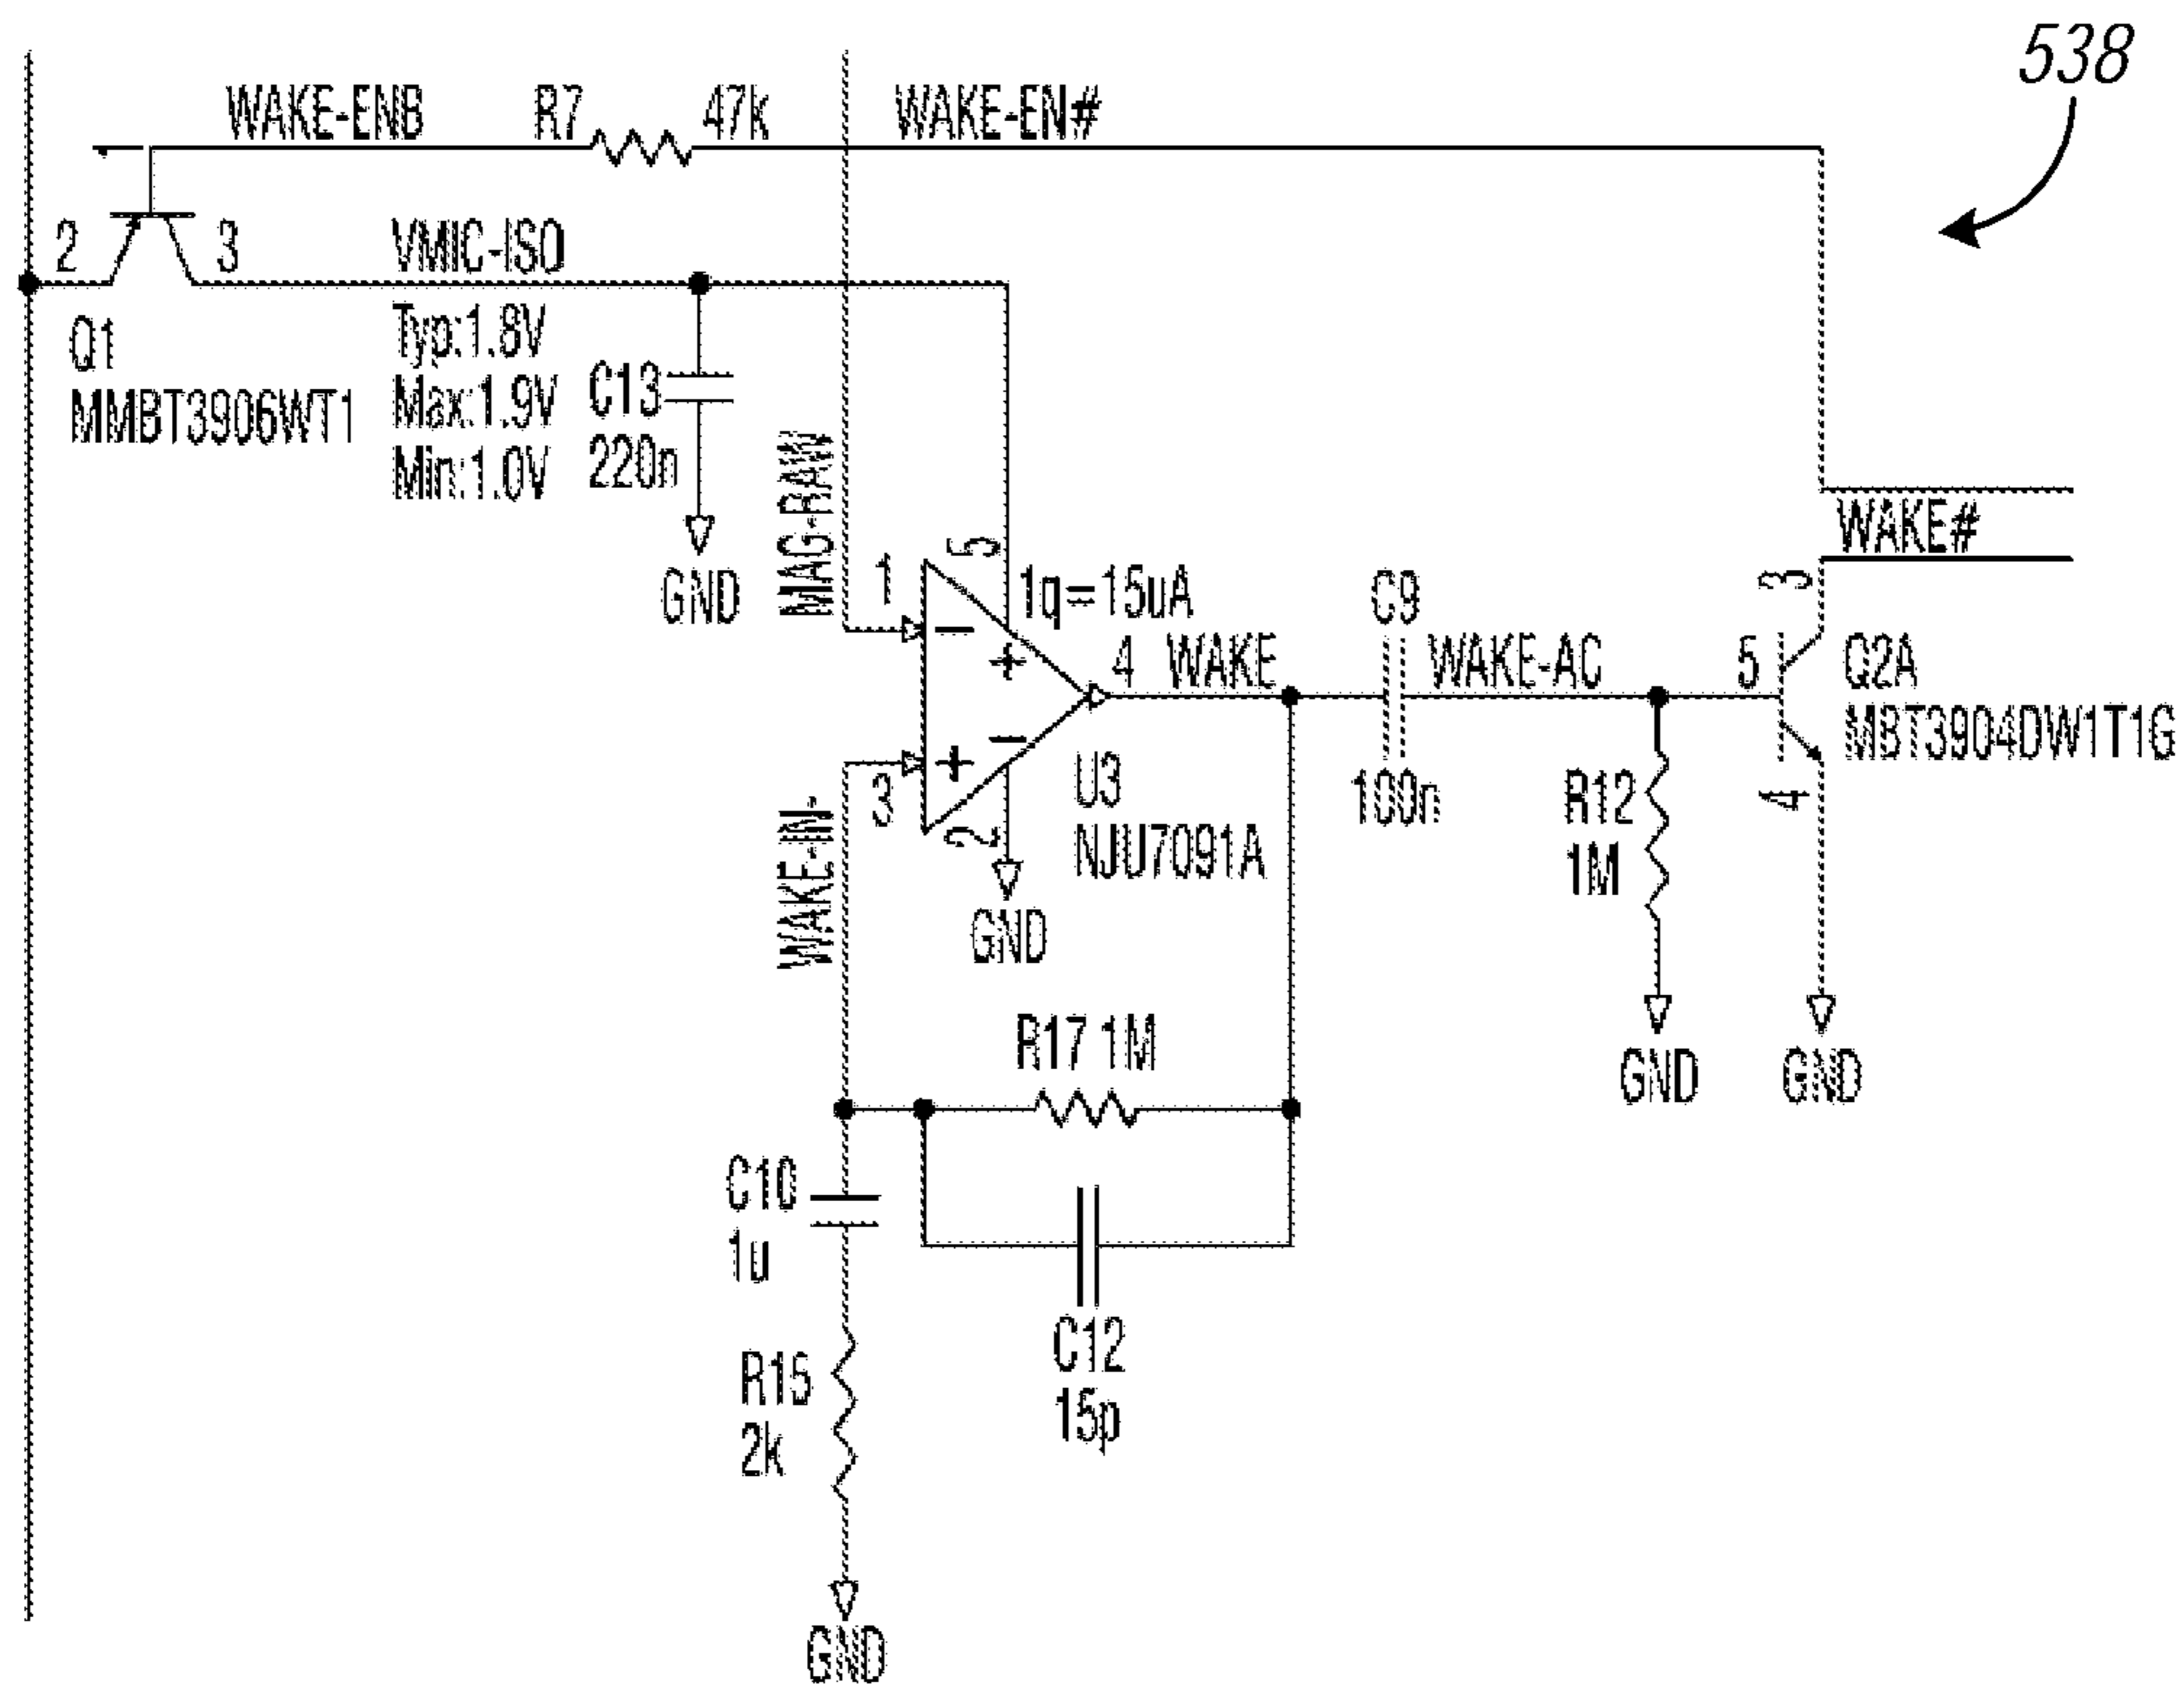 538
WAKE-ENB R7 47k WAKE-EN#
2 3 VMIC-ISO
Q1 Typ:1.8V
MMBT3906WT1 Max:1.9V C13
Min:1.0V 220n
GND
MAG-RAW
WAKE#
1 5 1q=15uA C9 3
- + 4 WAKE WAKE-AC 5 Q2A
MBT3904DW1T1G
+ - U3 100n R12 4
3 2 NJU7091A 1M
WAKE-IN-
GND
R17 1M GND GND
C10
1u
C12
R15 15p
2k
GND